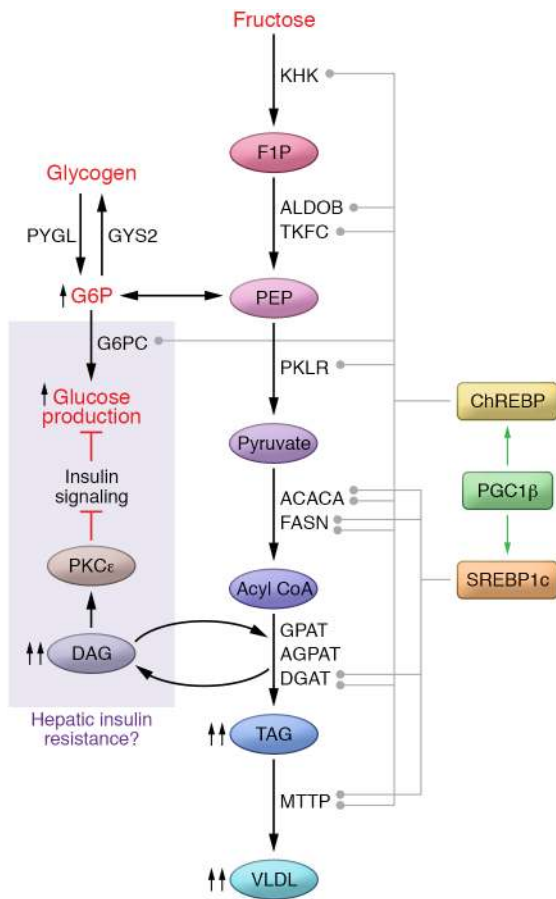 Fructose
KHK
F1P
Glycogen
ALDOB
TKFC
PYGL
GYS2
G6P
PEP
G6PC
PKLR
Glucose
production
ChREBP
Pyruvate
Insulin
signaling
ACACA
FASN
PGC1β
PKCε
Acyl CoA
SREBP1c
GPAT
AGPAT
DGAT
DAG
Hepatic insulin
resistance?
TAG
MTTP
VLDL